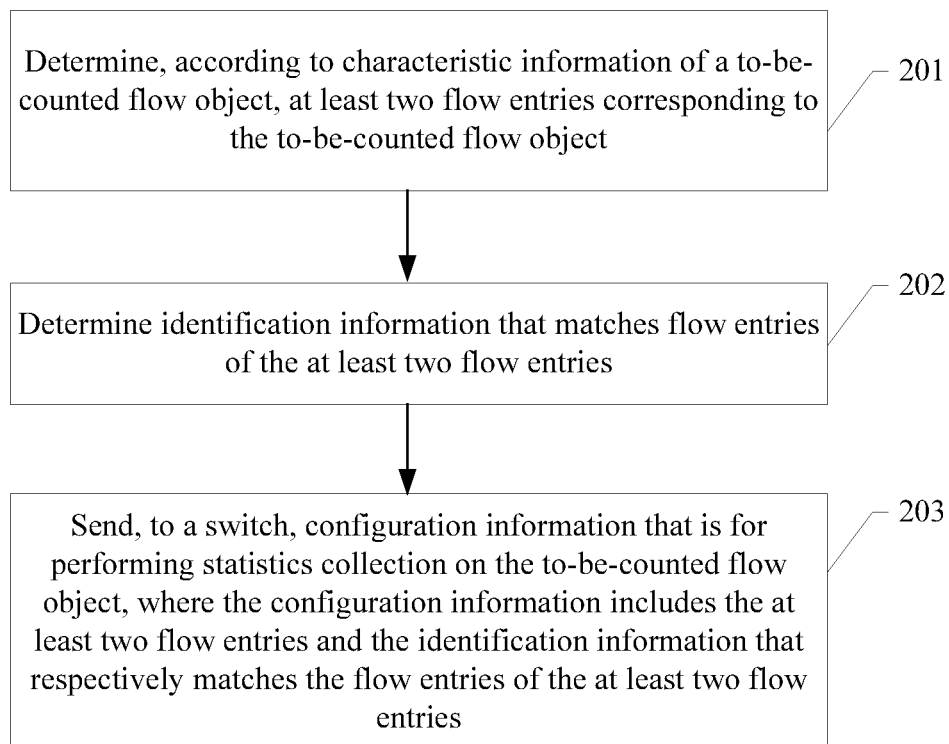 Determine, according to characteristic information of a to-be-
counted flow object, at least two flow entries corresponding to
the to-be-counted flow object
201
Determine identification information that matches flow entries
of the at least two flow entries
202
Send, to a switch, configuration information that is for
performing statistics collection on the to-be-counted flow
object, where the configuration information includes the at
least two flow entries and the identification information that
respectively matches the flow entries of the at least two flow
entries
203